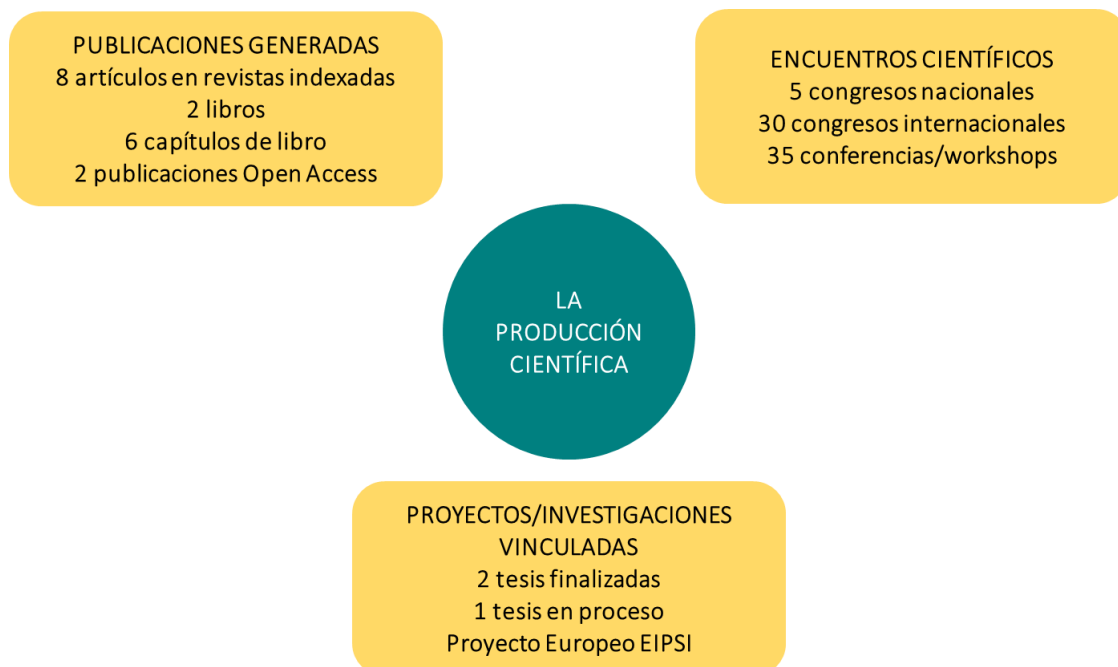 PUBLICACIONES GENERADAS
8 artículos en revistas indexadas
2 libros
6 capítulos de libro
2 publicaciones Open Access
ENCUENTROS CIENTÍFICOS
5 congresos nacionales
30 congresos internacionales
35 conferencias/workshops
LA
PRODUCCIÓN
CIENTÍFICA
PROYECTOS/INVESTIGACIONES
VINCULADAS
2 tesis finalizadas
1 tesis en proceso
Proyecto Europeo EIPSI